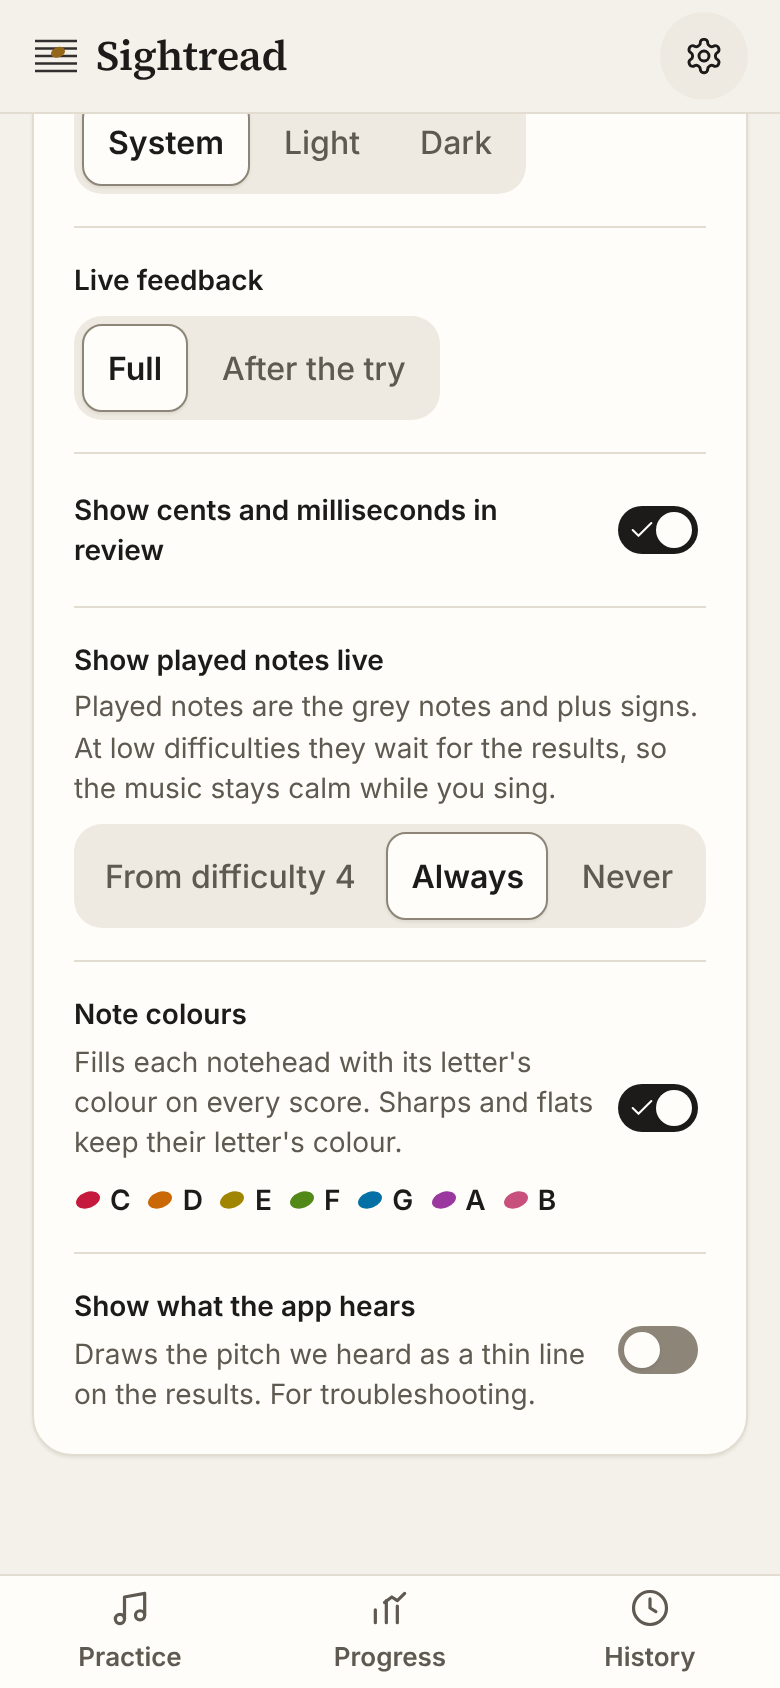 Sightread
System Light Dark
Live feedback
Full After the try
Show cents and milliseconds in
review
Show played notes live
Played notes are the grey notes and plus signs.
At low difficulties they wait for the results, so
the music stays calm while you sing.
From difficulty 4 Always Never
Note colours
Fills each notehead with its letter's
colour on every score. Sharps and flats
keep their letter's colour.
C D E F G A B
Show what the app hears
Draws the pitch we heard as a thin line
on the results. For troubleshooting.
Practice Progress History